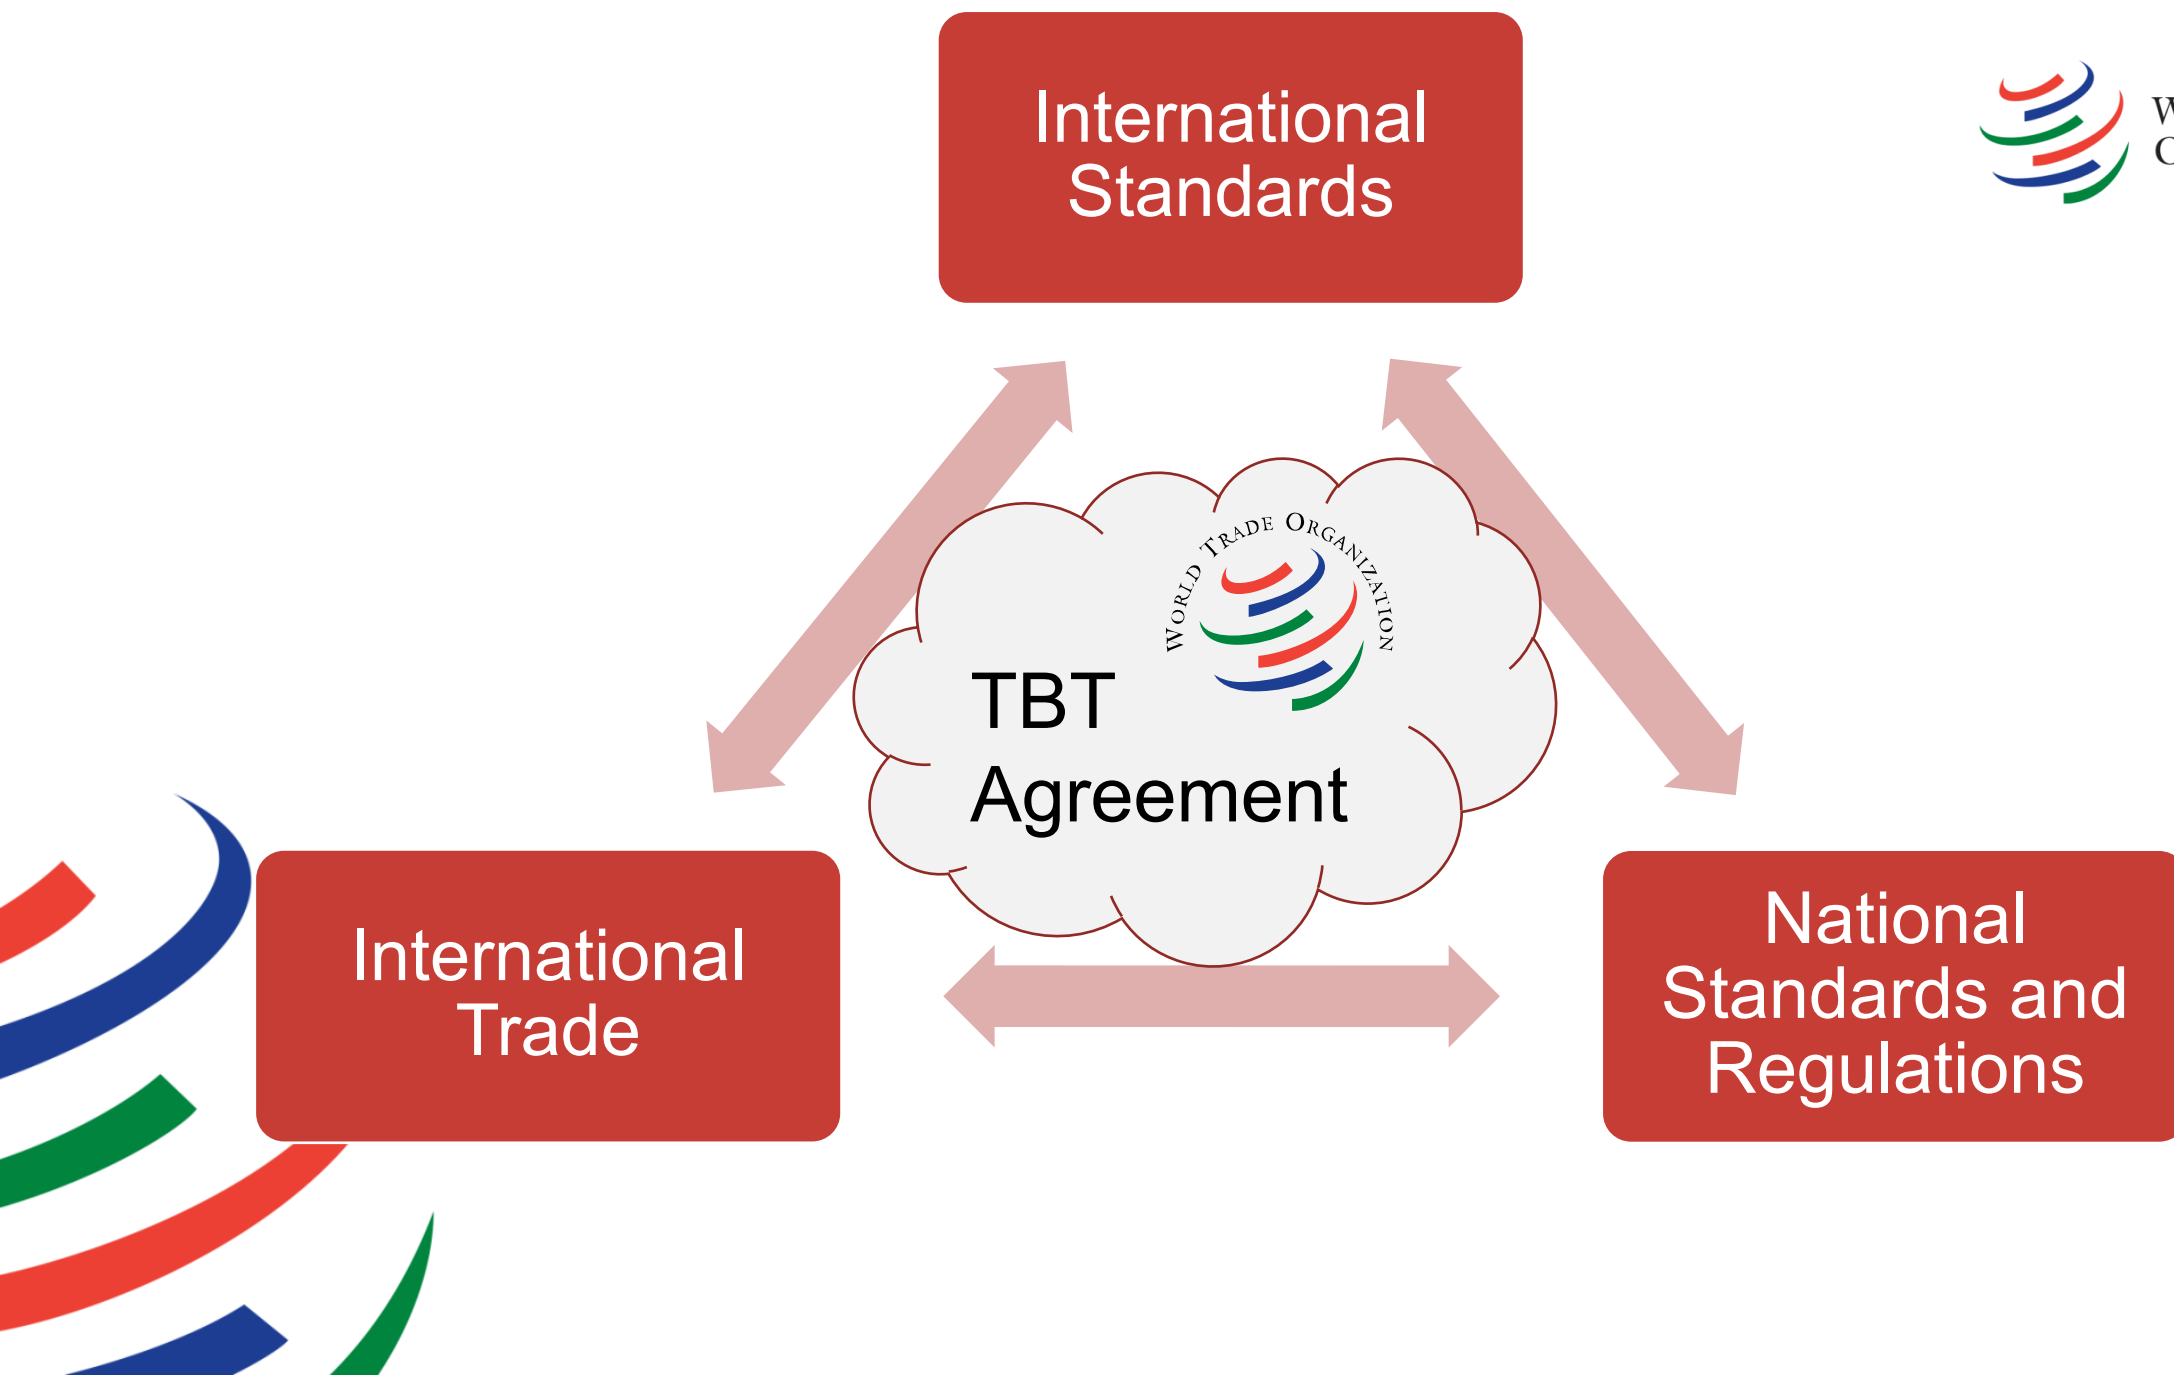 International
Standards
WORLD TRADE ORGANIZATION
TBT
Agreement
International
Trade
National
Standards and
Regulations